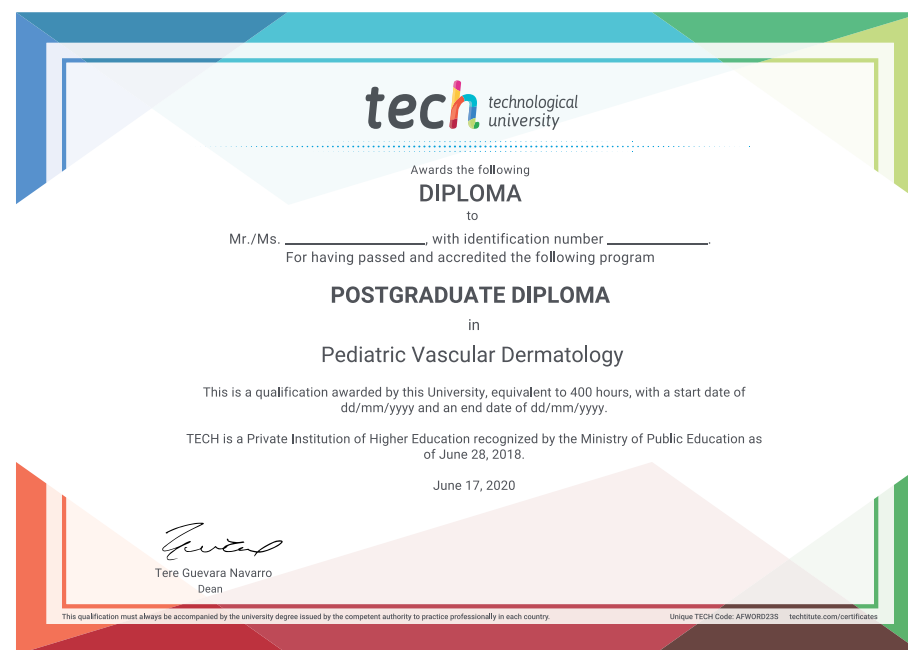 tech technological
university
Awards the following
DIPLOMA
to
Mr./Ms. ____________, with identification number ____________.
For having passed and accredited the following program
POSTGRADUATE DIPLOMA
in
Pediatric Vascular Dermatology
This is a qualification awarded by this University, equivalent to 400 hours, with a start date of
dd/mm/yyyy and an end date of dd/mm/yyyy.
TECH is a Private Institution of Higher Education recognized by the Ministry of Public Education as
of June 28, 2018.
June 17, 2020
Tere Guevara Navarro
Dean
This qualification must always be accompanied by the university degree issued by the competent authority to practice professionally in each country.
Unique TECH Code: AFWORD23S techtitute.com/certificates